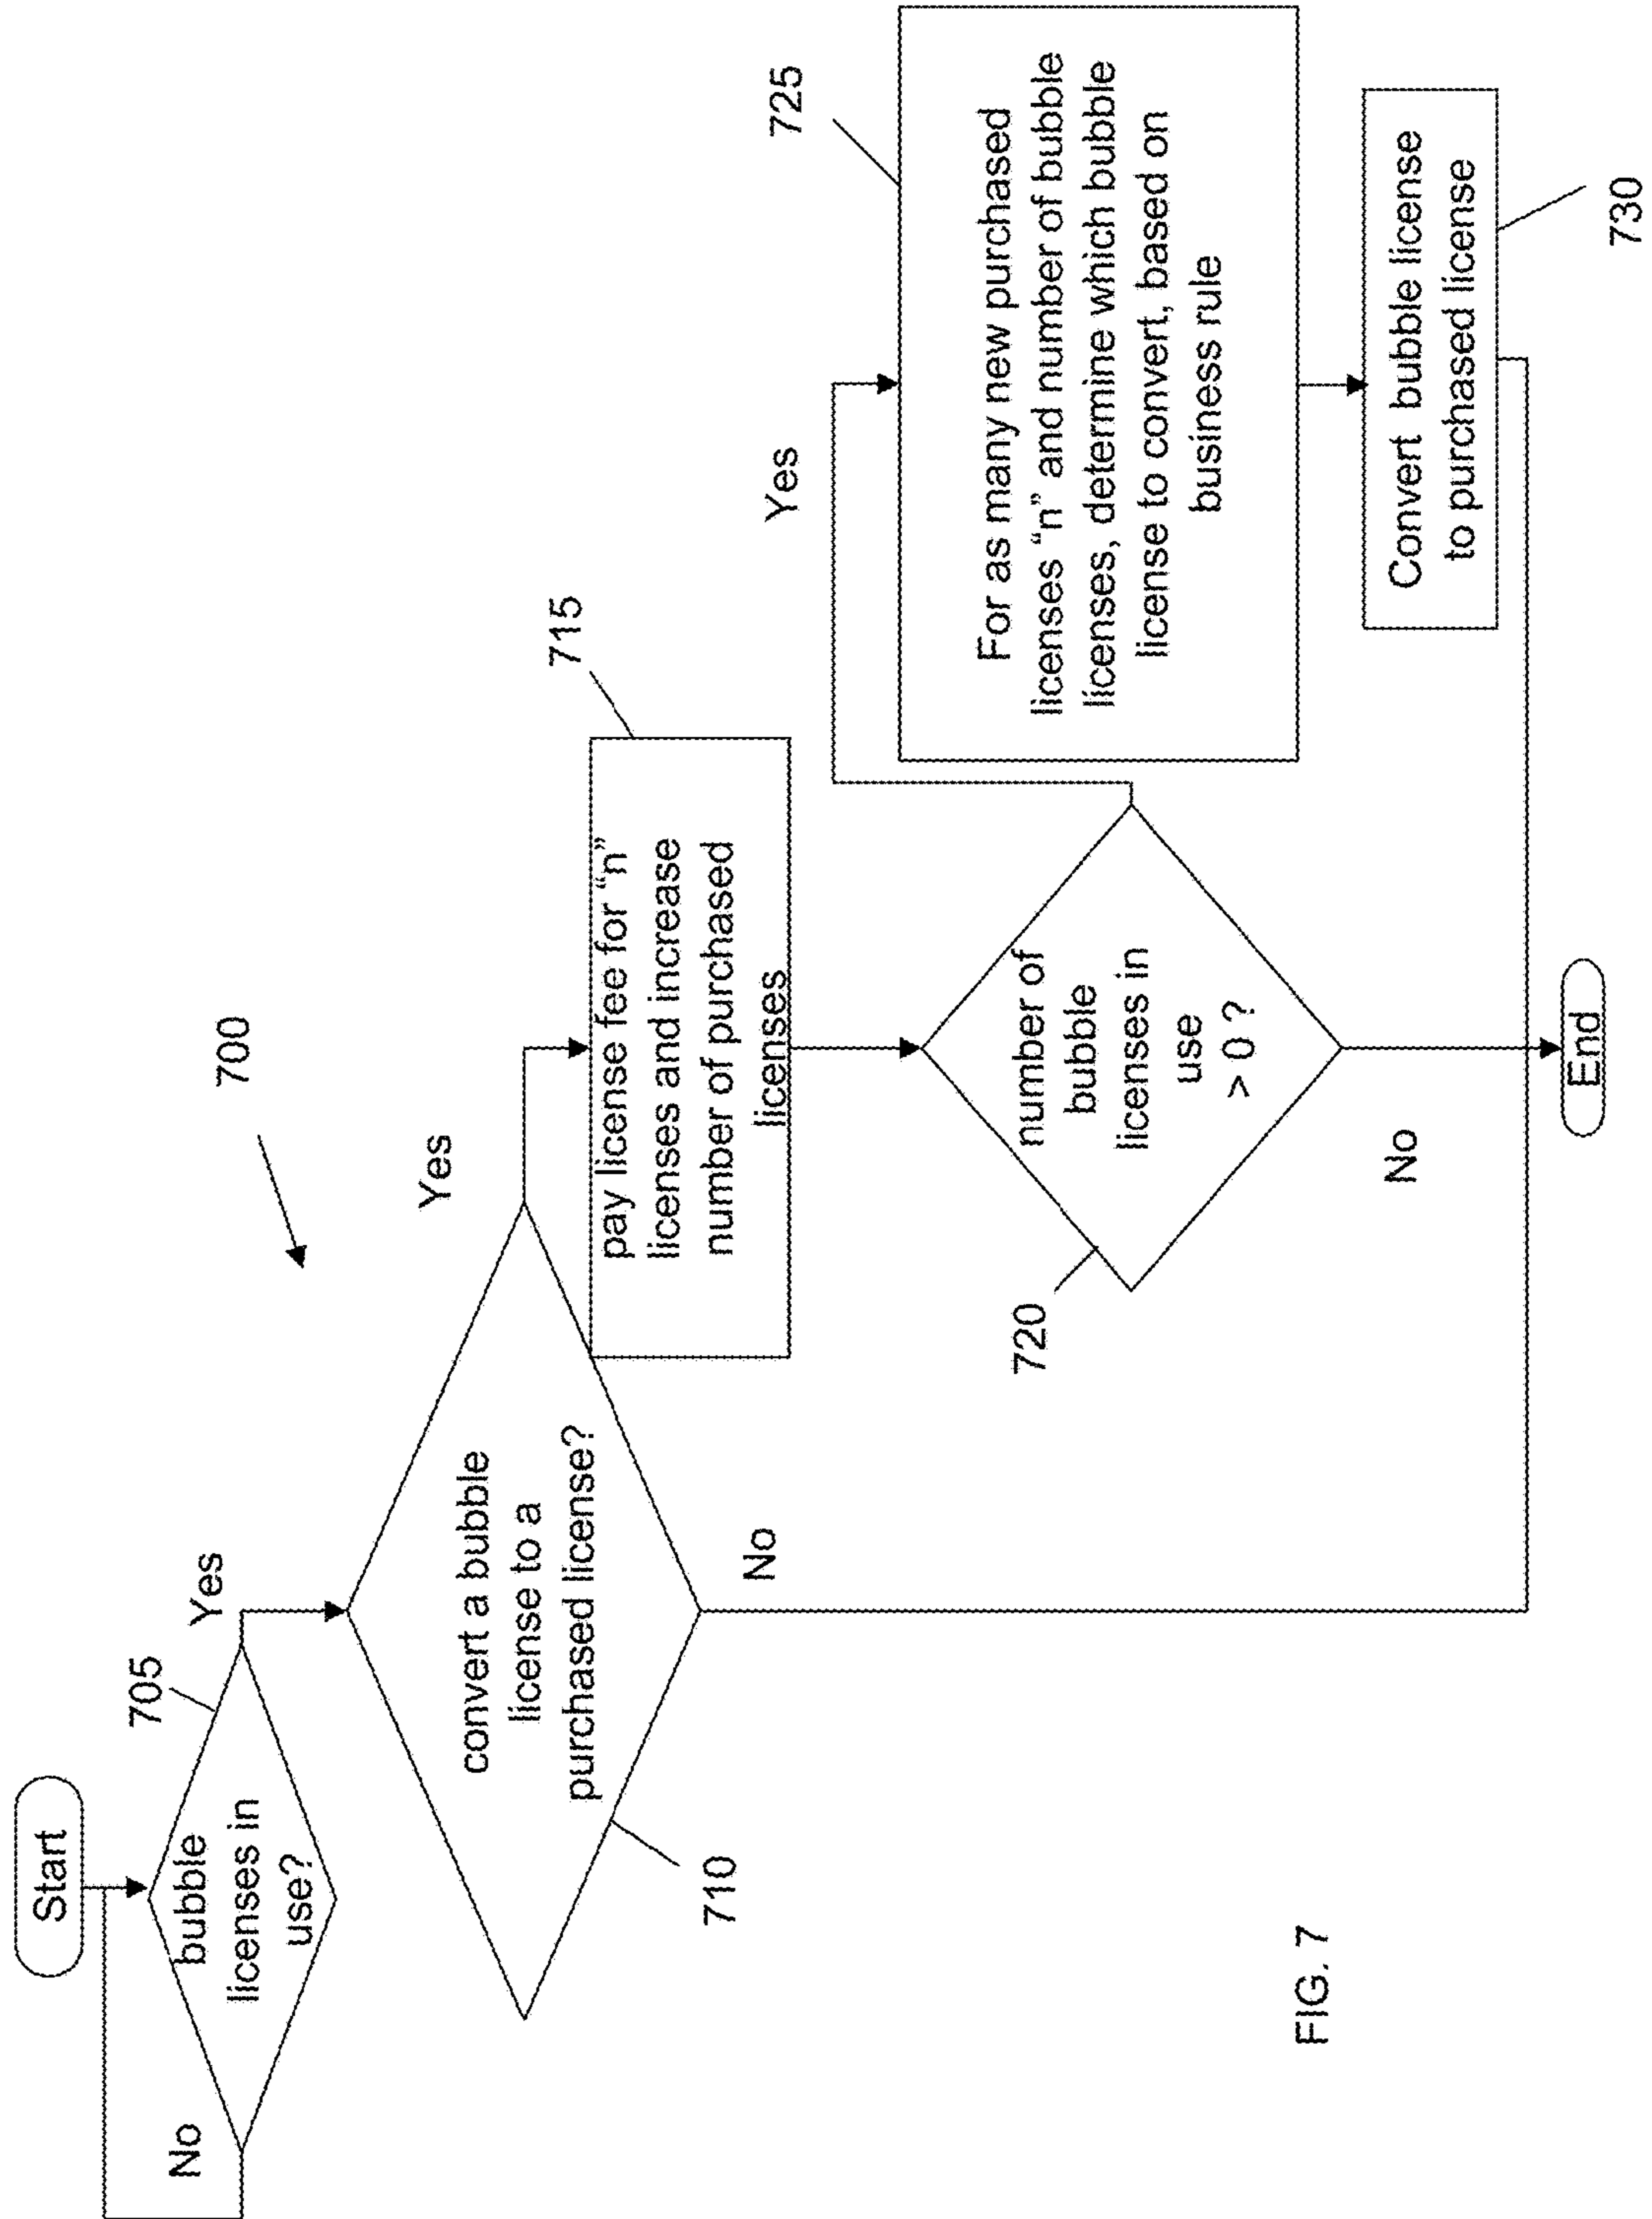 700
Start
705
bubble
licenses in
use?
No
Yes
convert a bubble
license to a
purchased license?
710
Yes
No
715
pay license fee for “n”
licenses and increase
number of purchased
licenses
720
number of
bubble
licenses in
use
> 0 ?
Yes
No
725
For as many new purchased
licenses “n” and number of bubble
licenses, determine which bubble
license to convert, based on
business rule
Convert bubble license
to purchased license
730
End
FIG. 7